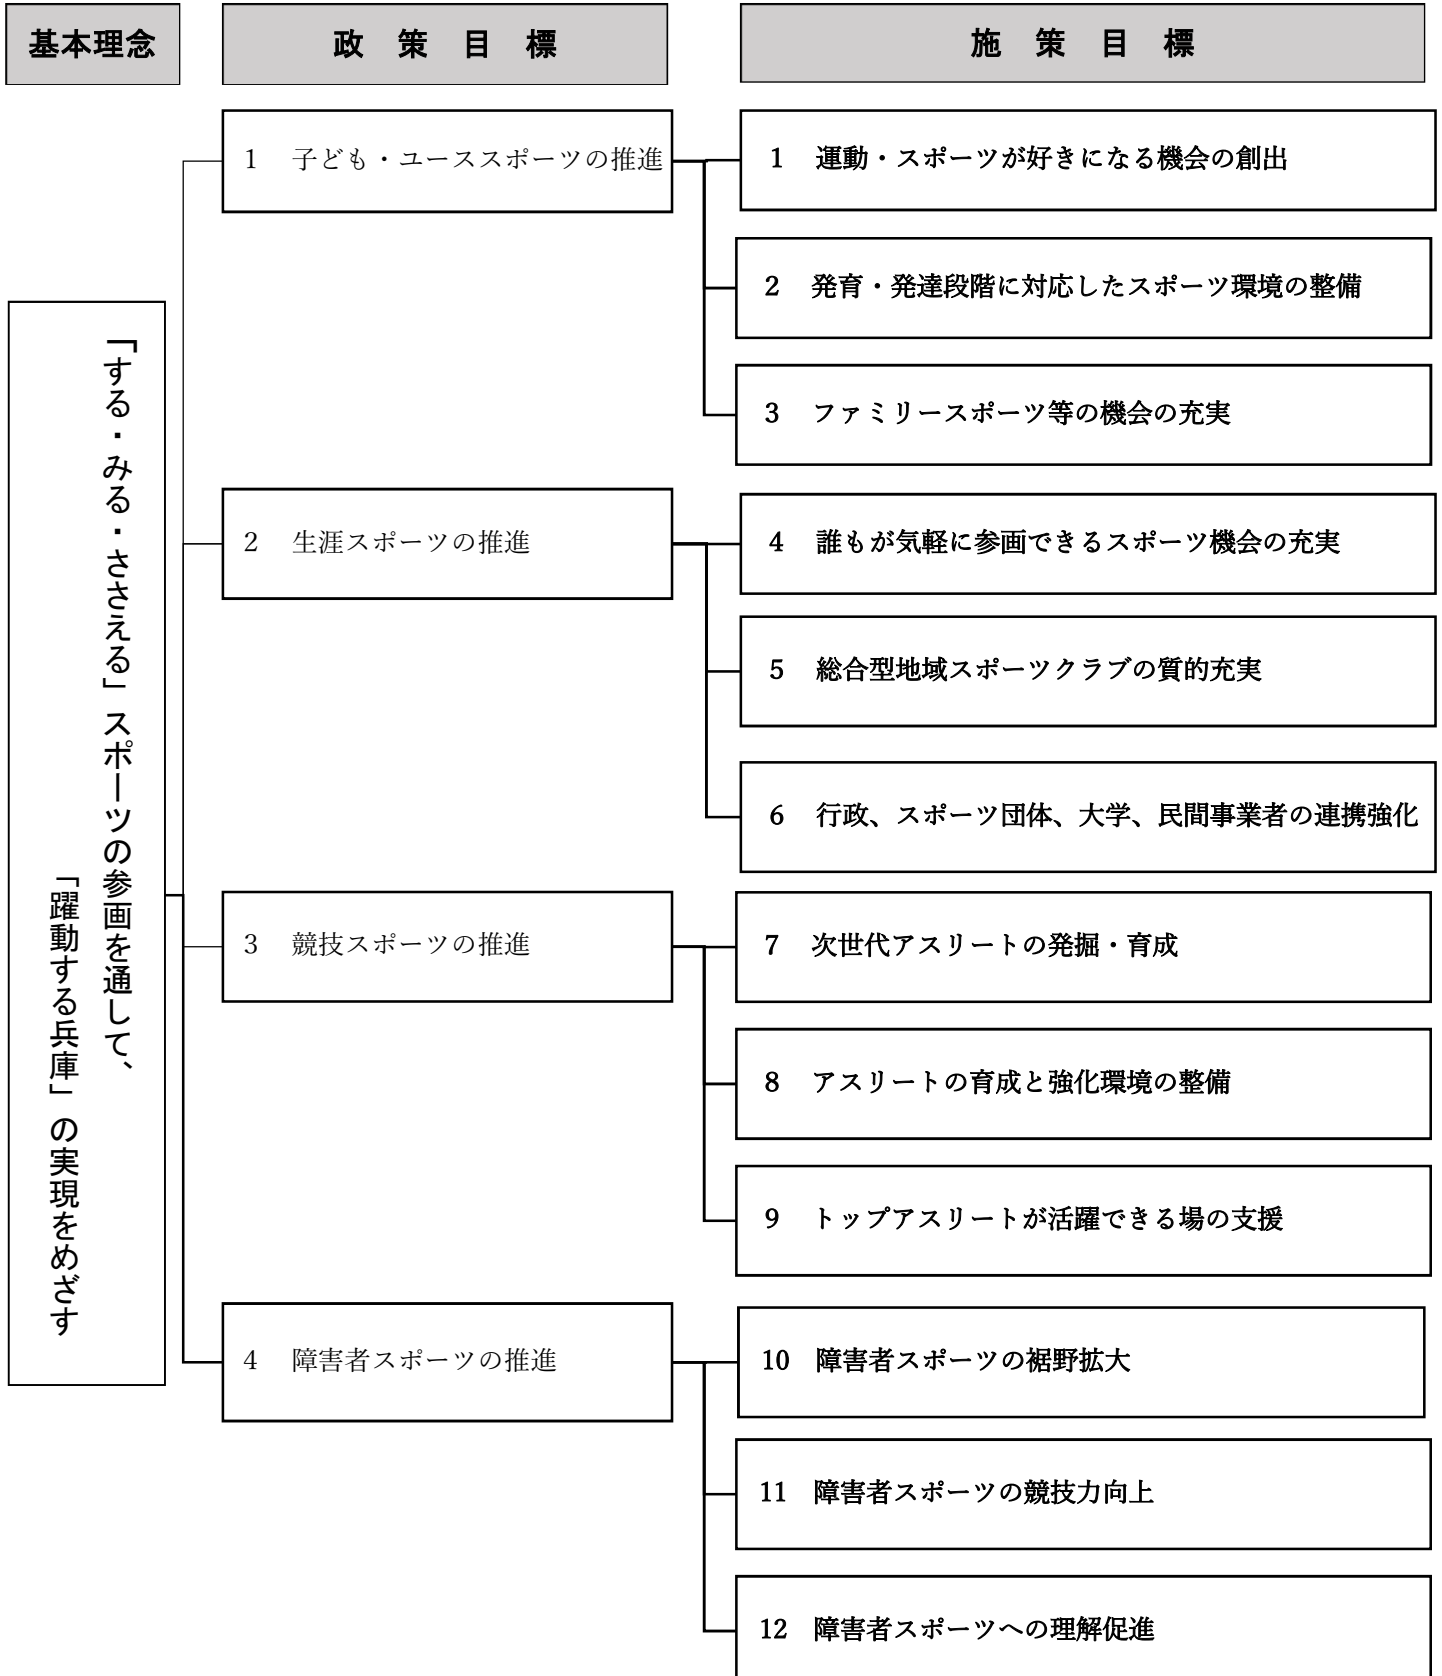 基本理念
政策目標
施策目標
「する・みる・ささえる」スポーツの参画を通して、
「躍動する兵庫」の実現をめざす
1 子ども・ユーススポーツの推進
1 運動・スポーツが好きになる機会の創出
2 発育・発達段階に対応したスポーツ環境の整備
3 ファミリースポーツ等の機会の充実
2 生涯スポーツの推進
4 誰もが気軽に参画できるスポーツ機会の充実
5 総合型地域スポーツクラブの質的充実
6 行政、スポーツ団体、大学、民間事業者の連携強化
3 競技スポーツの推進
7 次世代アスリートの発掘・育成
8 アスリートの育成と強化環境の整備
9 トップアスリートが活躍できる場の支援
4 障害者スポーツの推進
10 障害者スポーツの裾野拡大
11 障害者スポーツの競技力向上
12 障害者スポーツへの理解促進